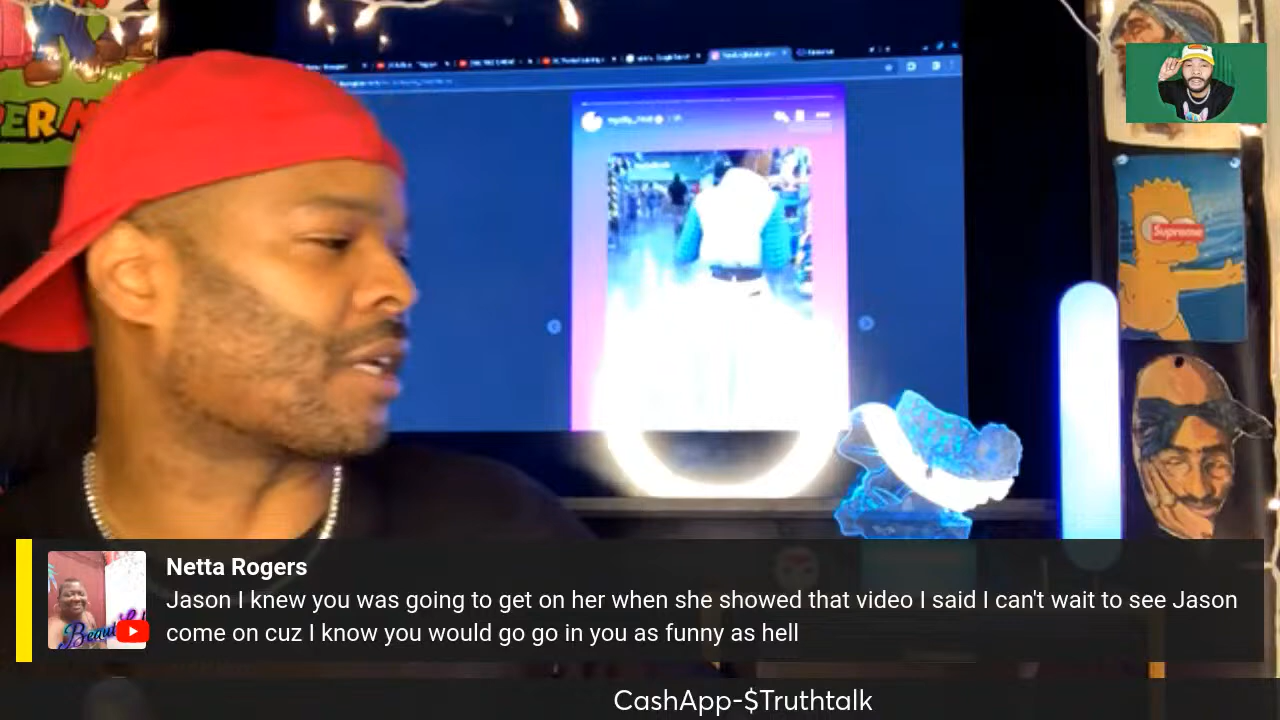 ER M
Supreme
Netta Rogers
Jason I knew you was going to get on her when she showed that video I said I can't wait to see Jason
come on cuz I know you would go go in you as funny as hell
CashApp-$Truthtalk